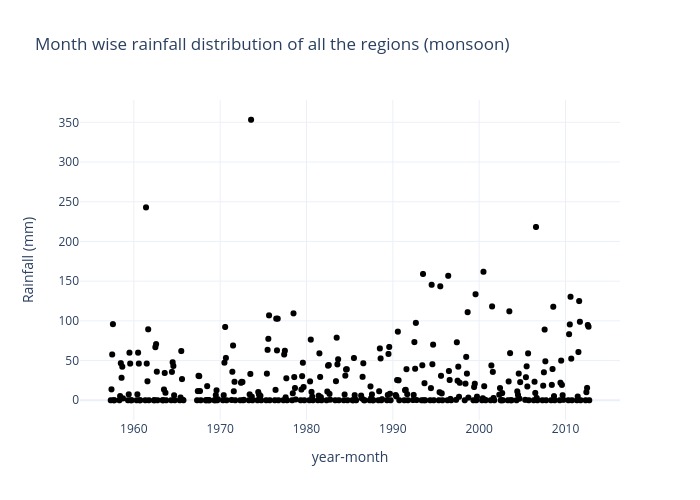 Month wise rainfall distribution of all the regions (monsoon)
350
300
250
200
150
100
50
0
Rainfall (mm)
1960 1970 1980 1990 2000 2010
year-month